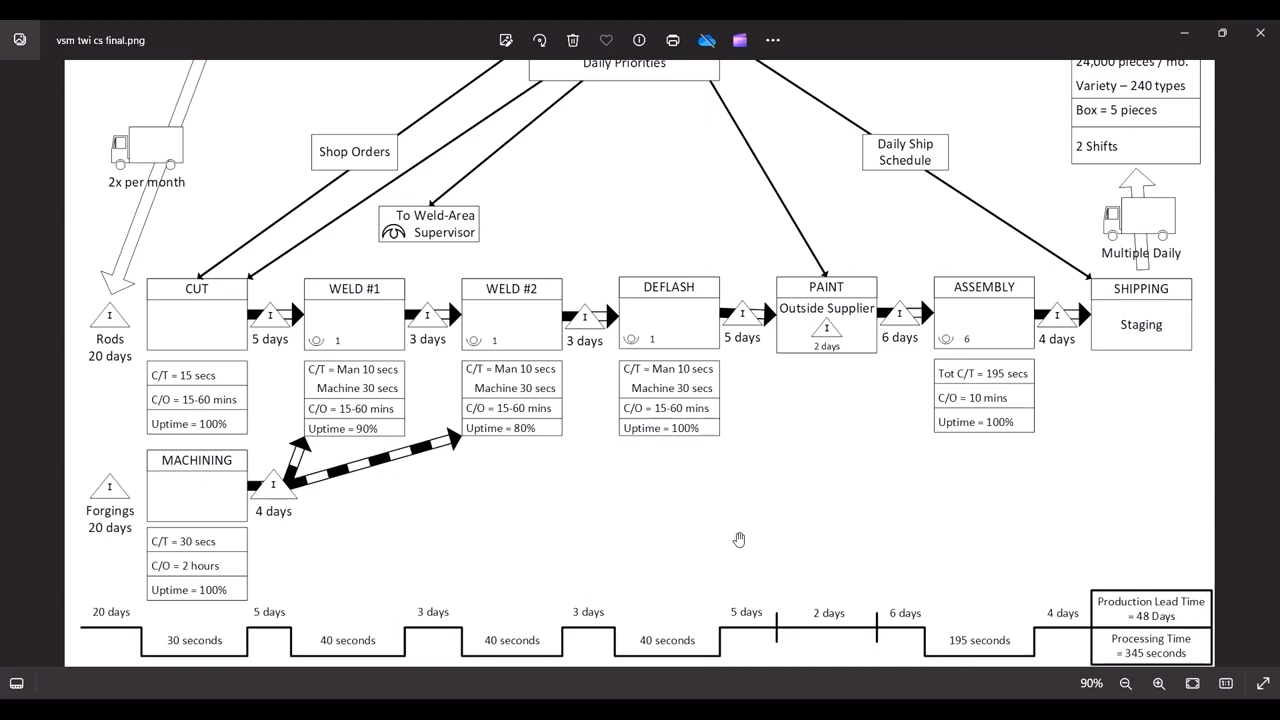 vsm twi cs final.png
Daily Priorities
24,000 pieces / mo.
Variety – 240 types
Box = 5 pieces
2 Shifts
Shop Orders
Daily Ship
Schedule
2x per month
To Weld-Area
Supervisor
Multiple Daily
CUT
WELD #1
WELD #2
DEFLASH
PAINT
ASSEMBLY
SHIPPING
Outside Supplier
Staging
I
I
I
I
I
I
I
I
1
1
1
2 days
6
Rods
20 days
5 days
3 days
3 days
5 days
6 days
4 days
C/T = 15 secs
C/O = 15-60 mins
Uptime = 100%
C/T = Man 10 secs
Machine 30 secs
C/O = 15-60 mins
Uptime = 90%
C/T = Man 10 secs
Machine 30 secs
C/O = 15-60 mins
Uptime = 80%
C/T = Man 10 secs
Machine 30 secs
C/O = 15-60 mins
Uptime = 100%
Tot C/T = 195 secs
C/O = 10 mins
Uptime = 100%
MACHINING
I
I
Forgings
20 days
4 days
C/T = 30 secs
C/O = 2 hours
Uptime = 100%
20 days
5 days
3 days
3 days
5 days
2 days
6 days
4 days
Production Lead Time
= 48 Days
30 seconds
40 seconds
40 seconds
40 seconds
195 seconds
Processing Time
= 345 seconds
90%
1:1